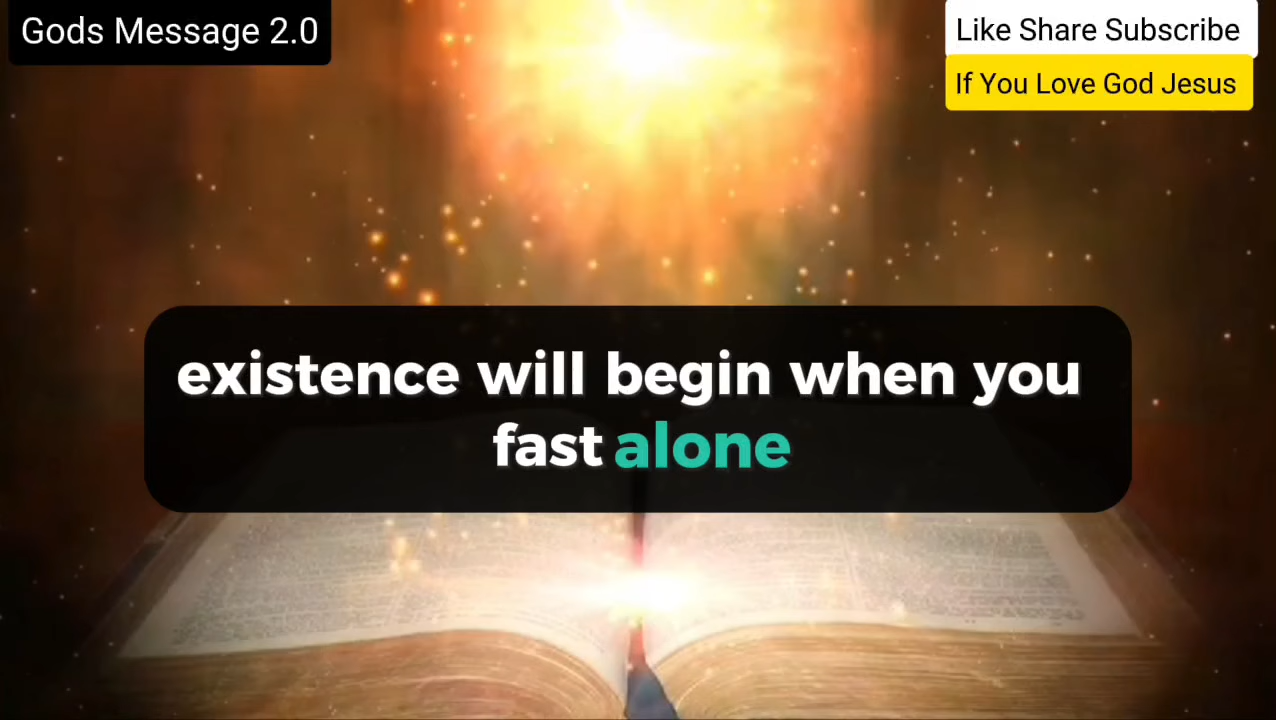 Gods Message 2.0
Like Share Subscribe
If You Love God Jesus
existence will begin when you
fast alone